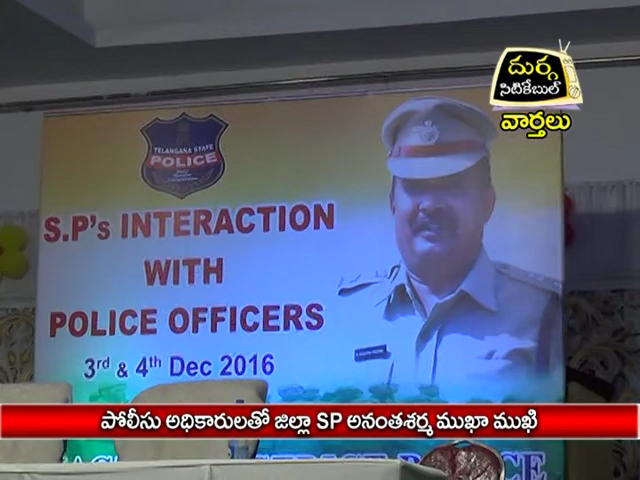 దుర్గ
సిటికేబుల్
వార్తలు
TELANGANA STATE
POLICE
S.P's INTERACTION
WITH
POLICE OFFICERS
3rd & 4th Dec 2016
పోలీసు అధికారులతో జిల్లా SP అనంతశర్మ ముఖా ముఖి